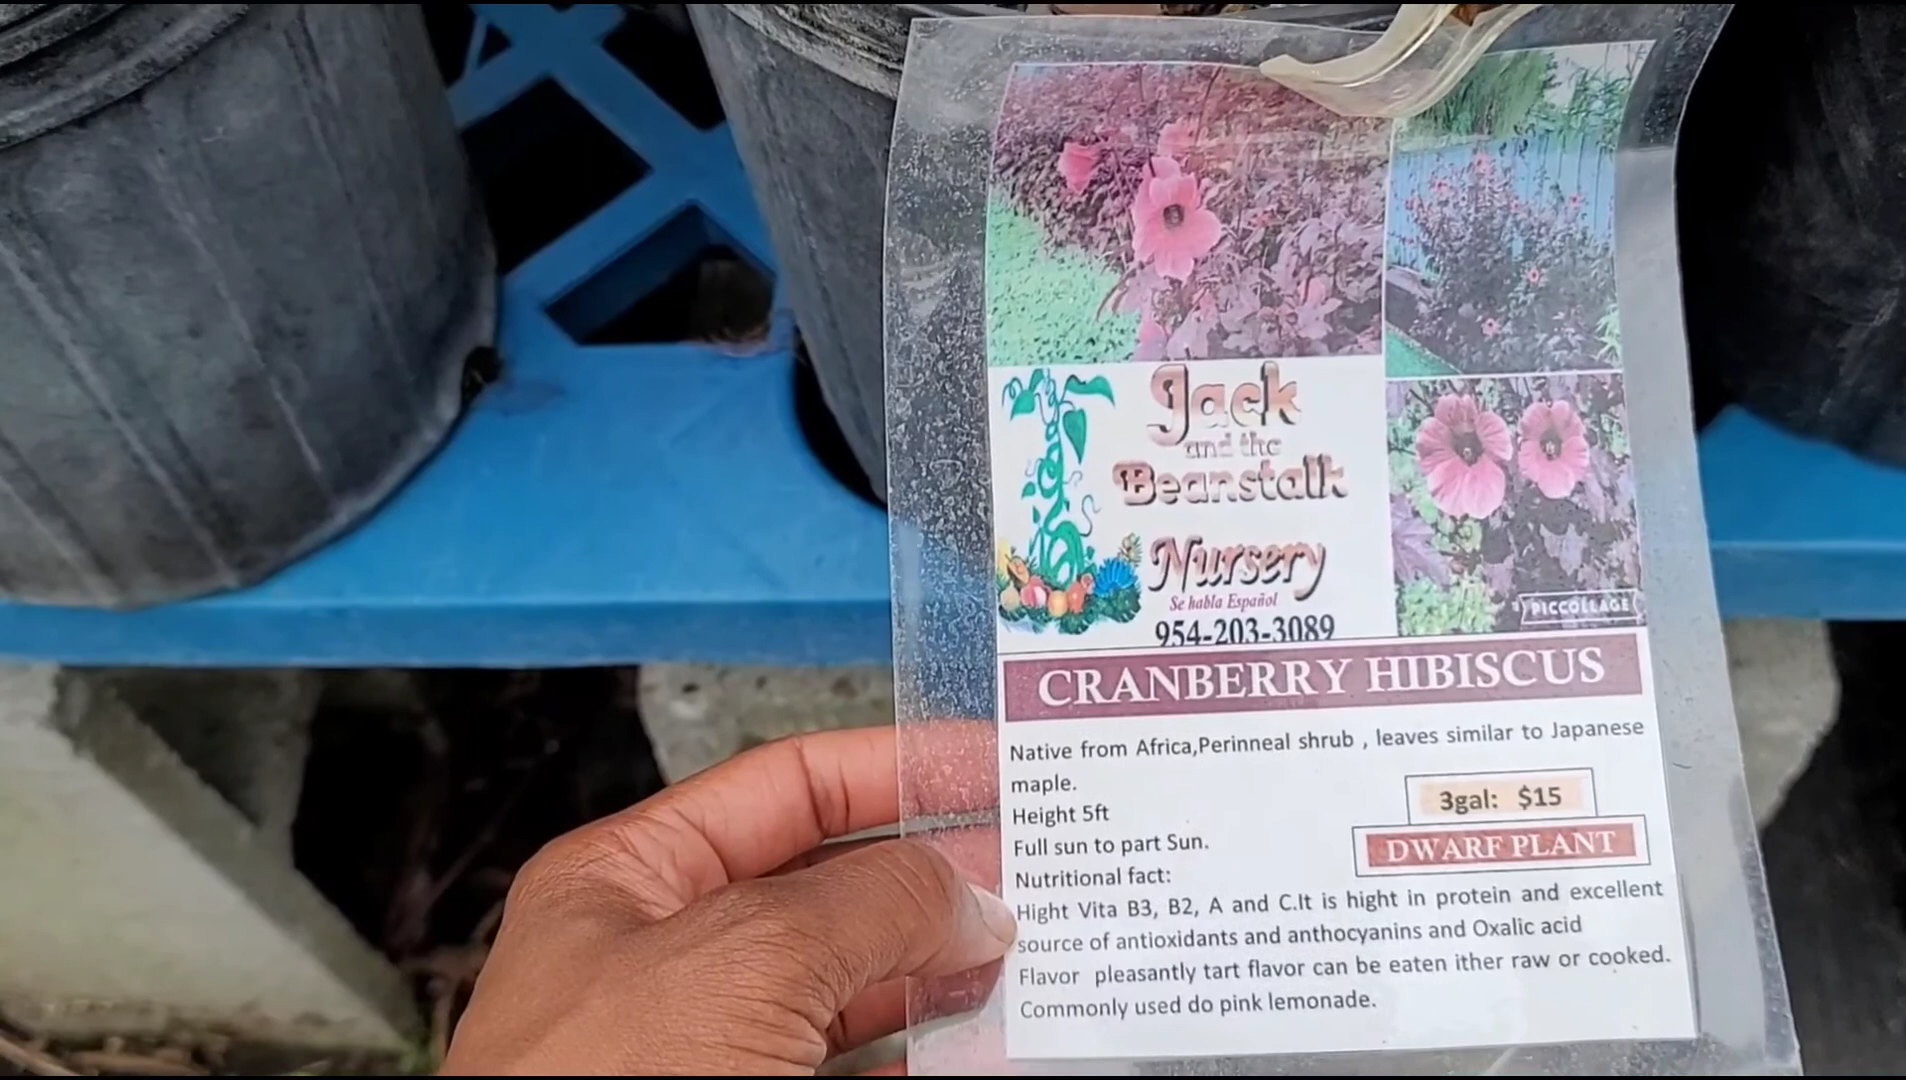 Jack
and the
Beanstalk
Nursery
Se habla Español
954-203-3089
PICCOLLAGE
CRANBERRY HIBISCUS
Native from Africa,Perinneal shrub , leaves similar to Japanese
maple.
Height 5ft
3gal: $15
Full sun to part Sun.
DWARF PLANT
Nutritional fact:
Hight Vita B3, B2, A and C.It is hight in protein and excellent
source of antioxidants and anthocyanins and Oxalic acid
Flavor pleasantly tart flavor can be eaten ither raw or cooked.
Commonly used do pink lemonade.